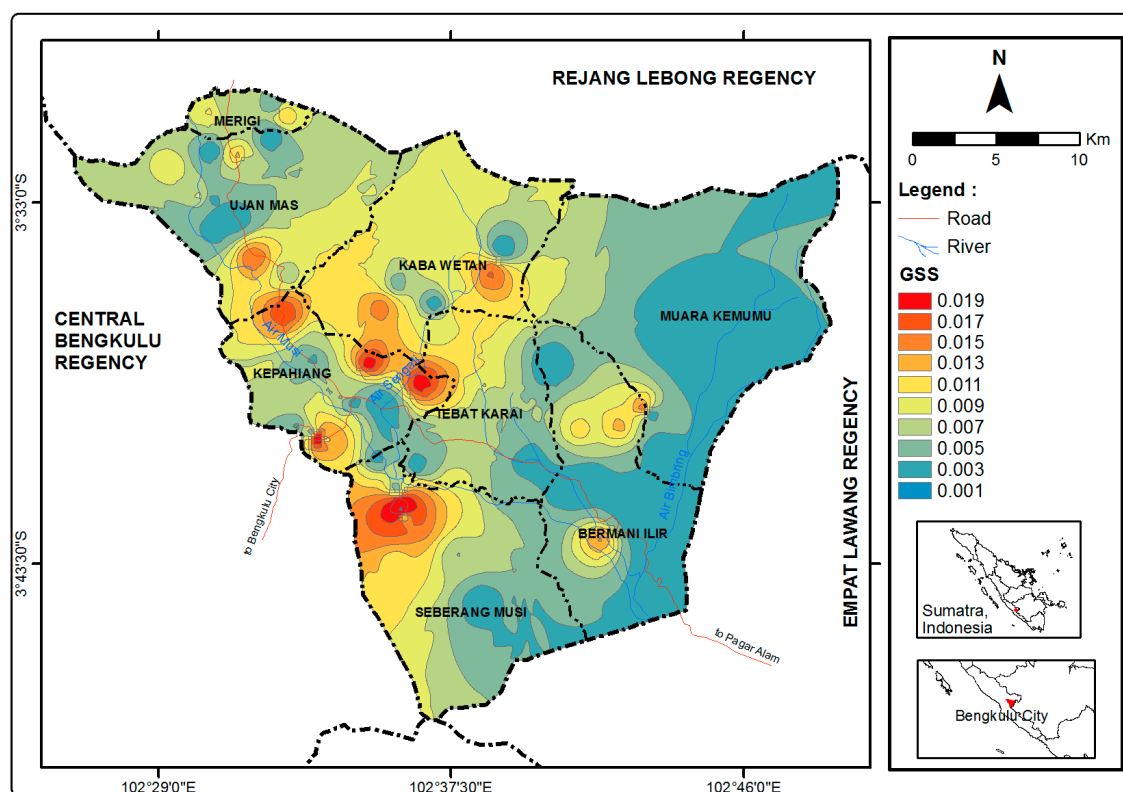 REJANG LEBONG REGENCY
MERIGI
UJAN MAS
KABA WETAN
MUARA KEMUMU
CENTRAL
BENGKULU
REGENCY
Air Musi
KEPAHIANG
Air Sengak
TEBAT KARAI
EMPAT LAWANG REGENCY
to Bengkulu City
BERMANI ILIR
SEBERANG MUSI
to Pagar Alam
3°33'0"S
3°43'30"S
102°29'0"E
102°37'30"E
102°46'0"E
N
Km
0 5 10
Legend :
Road
River
GSS
0.019
0.017
0.015
0.013
0.011
0.009
0.007
0.005
0.003
0.001
Sumatra,
Indonesia
Bengkulu City